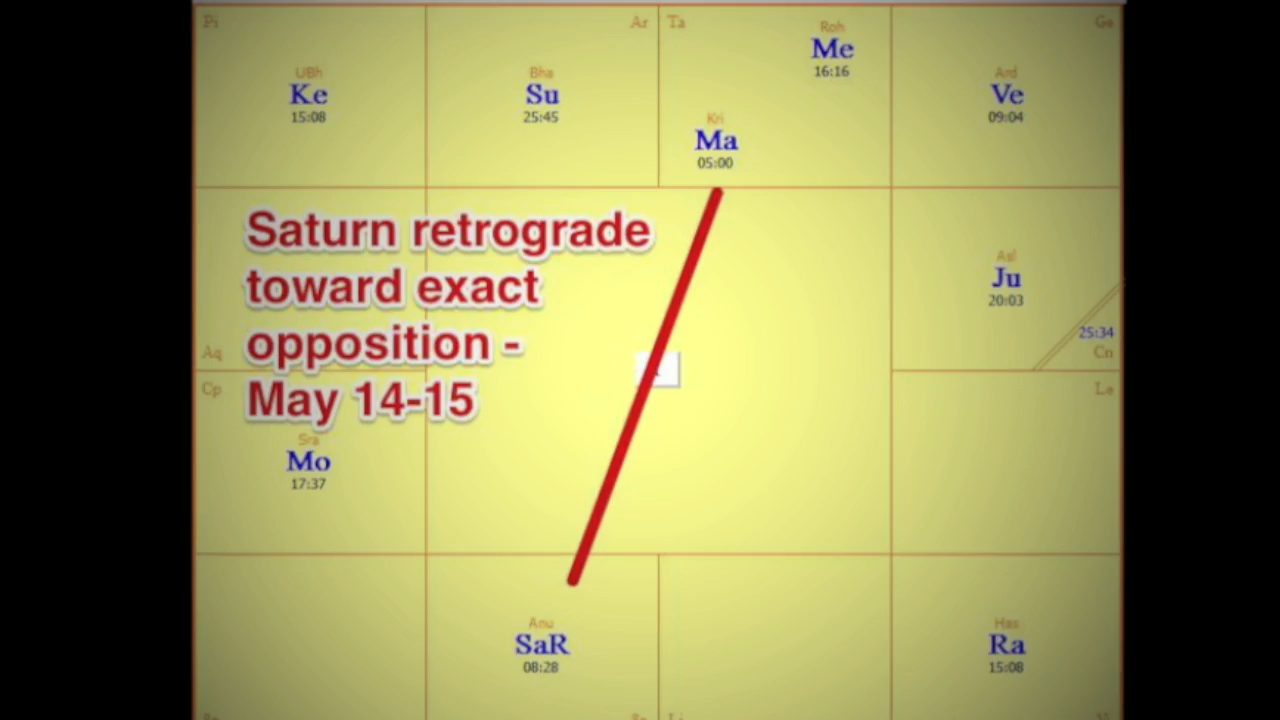 Pi
Ar
Ta
Ge
Roh
Me
16:16
UBh
Ke
15:08
Bha
Su
25:45
Ard
Ve
09:04
Kri
Ma
05:00
Saturn retrograde
toward exact
opposition -
May 14-15
Asl
Ju
20:03
25:34
Aq
Cn
Cp
Le
Sra
Mo
17:37
Anu
SaR
08:28
Has
Ra
15:08